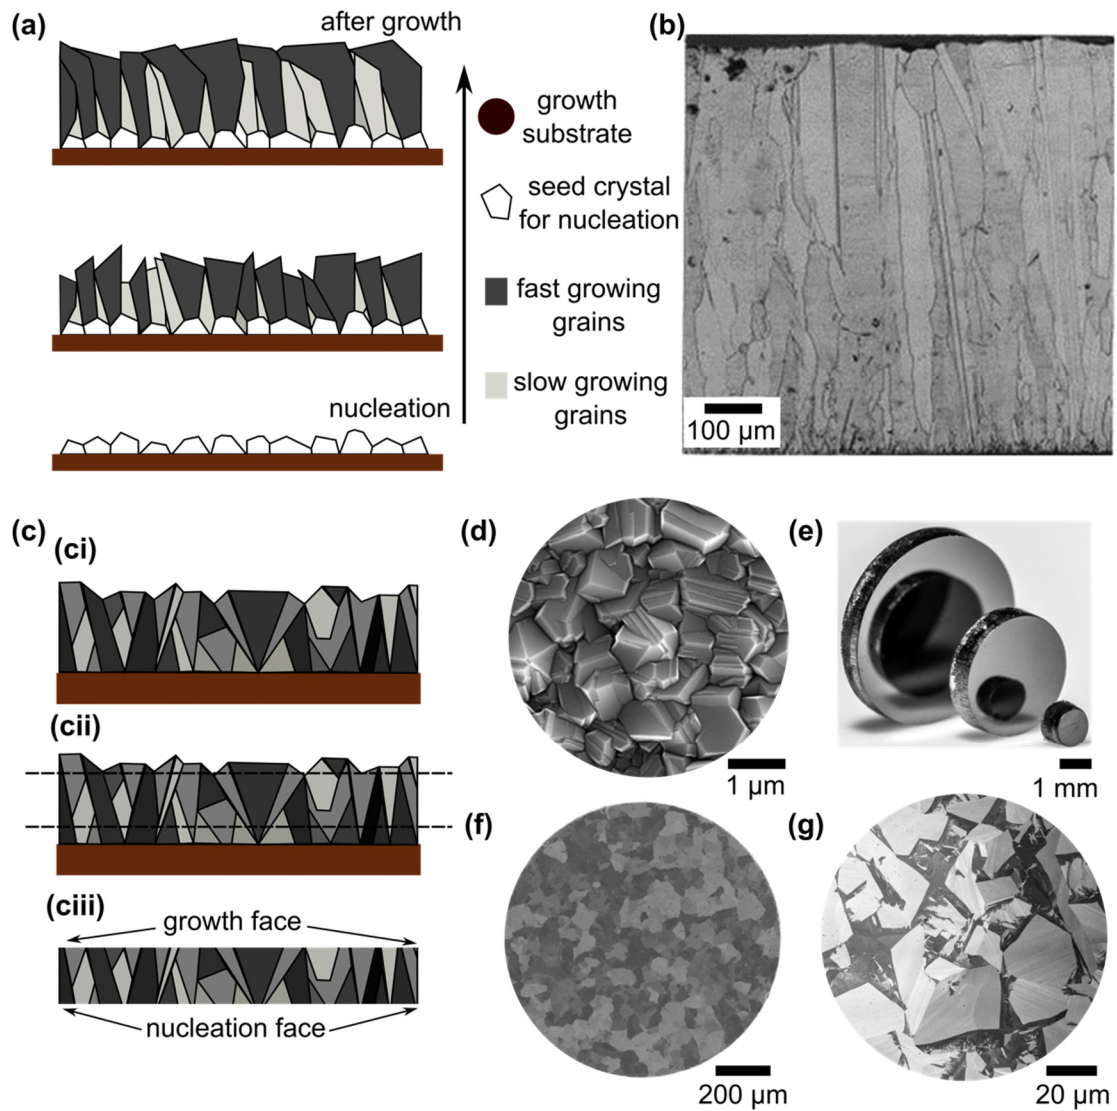 (a)
after growth
growth
substrate
seed crystal
for nucleation
fast growing
grains
slow growing
grains
nucleation
(b)
100 µm
(c)
(ci)
(cii)
(ciii)
growth face
nucleation face
(d)
1 µm
(e)
1 mm
(f)
200 µm
(g)
20 µm